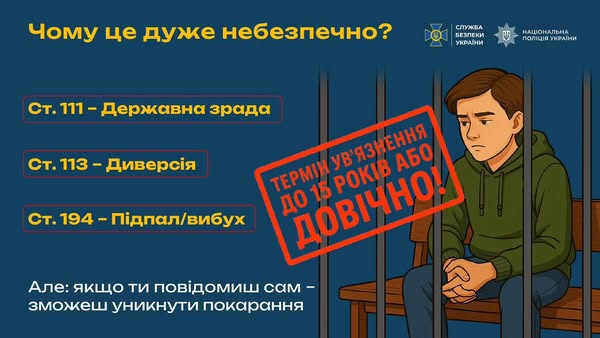 Чому це дуже небезпечно?
СЛУЖБА
БЕЗПЕКИ
УКРАЇНИ
НАЦІОНАЛЬНА
ПОЛІЦІЯ УКРАЇНИ
Ст. 111 – Державна зрада
Ст. 113 – Диверсія
Ст. 194 – Підпал/вибух
ТЕРМІН УВ'ЯЗНЕННЯ
ДО 15 РОКІВ АБО
ДОВІЧНО!
Але: якщо ти повідомиш сам –
зможеш уникнути покарання